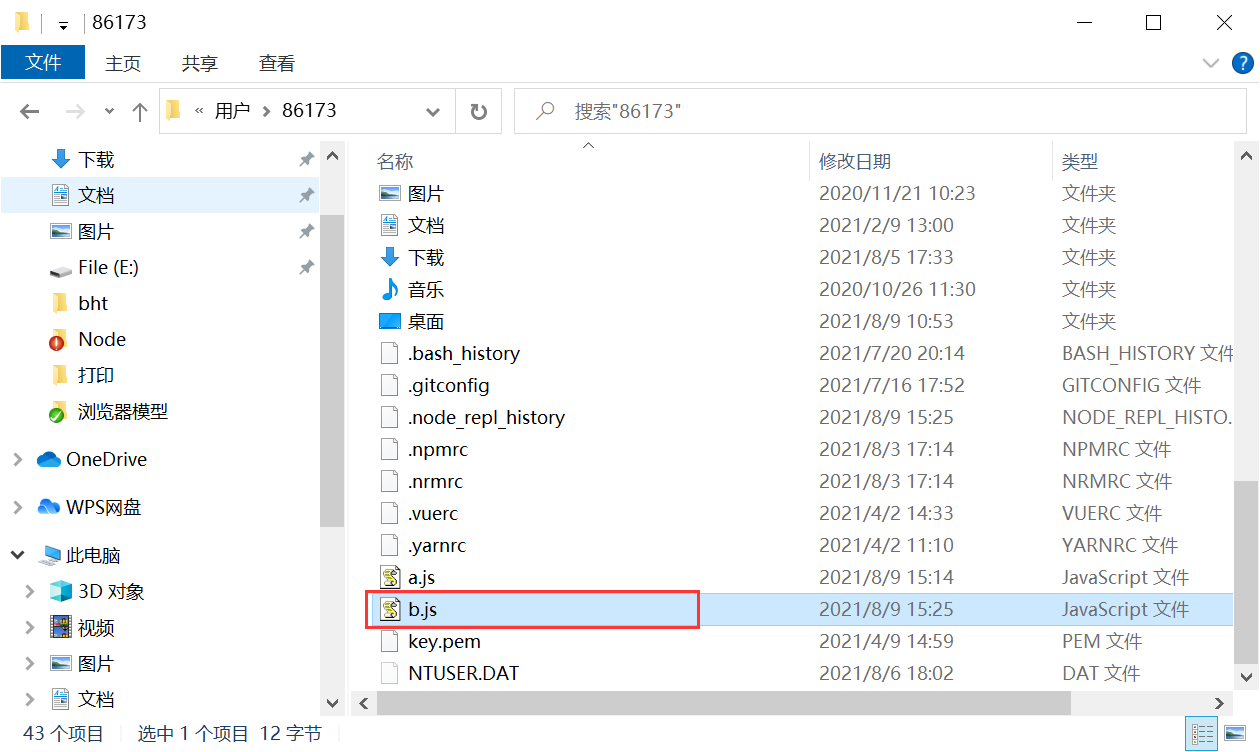 86173
文件 主页 共享 查看
« 用户 › 86173 搜索"86173"
下载
文档
图片
File (E:)
bht
Node
打印
浏览器模型
OneDrive
WPS网盘
此电脑
3D 对象
视频
图片
文档
名称 修改日期 类型
图片 2020/11/21 10:23 文件夹
文档 2021/2/9 13:00 文件夹
下载 2021/8/5 17:33 文件夹
音乐 2020/10/26 11:30 文件夹
桌面 2021/8/9 10:53 文件夹
.bash_history 2021/7/20 20:14 BASH_HISTORY 文件
.gitconfig 2021/7/16 17:52 GITCONFIG 文件
.node_repl_history 2021/8/9 15:25 NODE_REPL_HISTO.
.npmrc 2021/8/3 17:14 NPMRC 文件
.nrmrc 2021/8/3 17:14 NRMRC 文件
.vuerc 2021/4/2 14:33 VUERC 文件
.yarnrc 2021/4/2 11:10 YARNRC 文件
a.js 2021/8/9 15:14 JavaScript 文件
b.js 2021/8/9 15:25 JavaScript 文件
key.pem 2021/4/9 14:59 PEM 文件
NTUSER.DAT 2021/8/6 18:02 DAT 文件
43 个项目 选中 1 个项目 12 字节